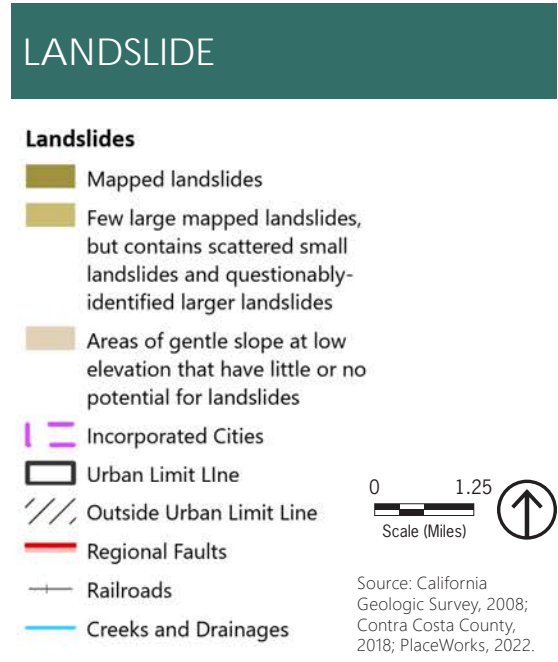 LANDSLIDE
Landslides
Mapped landslides
Few large mapped landslides,
but contains scattered small
landslides and questionably-
identified larger landslides
Areas of gentle slope at low
elevation that have little or no
potential for landslides
Incorporated Cities
Urban Limit LIne
Outside Urban Limit Line
Regional Faults
Railroads
Creeks and Drainages
0 1.25
Scale (Miles)
Source: California
Geologic Survey, 2008;
Contra Costa County,
2018; PlaceWorks, 2022.